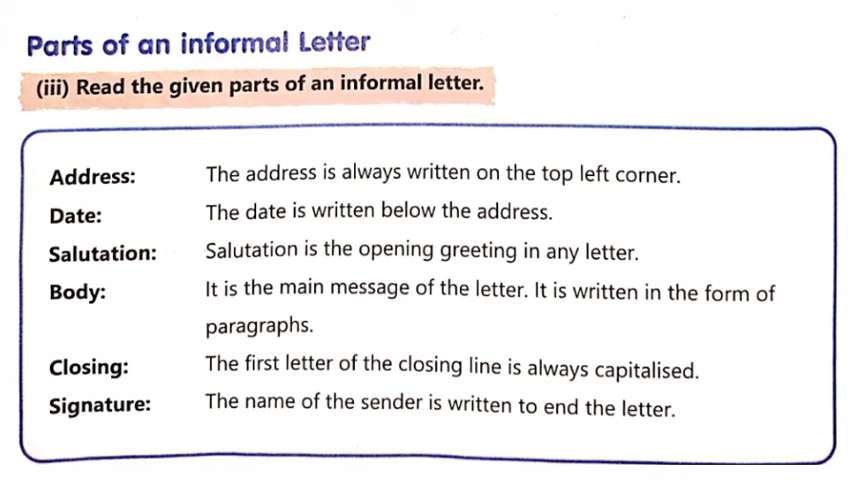 Parts of an informal Letter
(iii) Read the given parts of an informal letter.
Address: The address is always written on the top left corner.
Date: The date is written below the address.
Salutation: Salutation is the opening greeting in any letter.
Body: It is the main message of the letter. It is written in the form of
paragraphs.
Closing: The first letter of the closing line is always capitalised.
Signature: The name of the sender is written to end the letter.